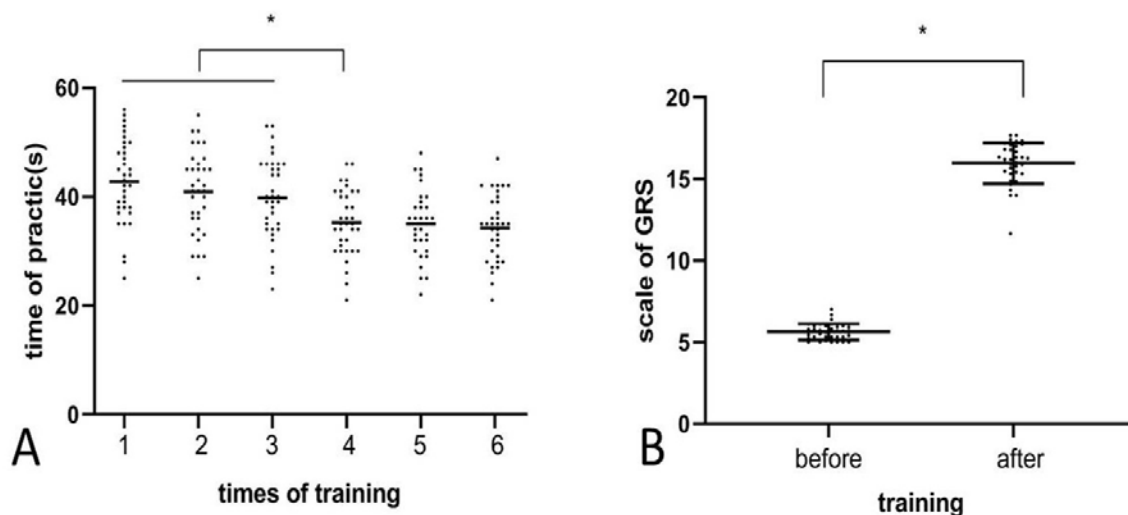 *
60
40
20
0
time of practic(s)
1 2 3 4 5 6
times of training
A
*
20
15
10
5
0
scale of GRS
before after
training
B